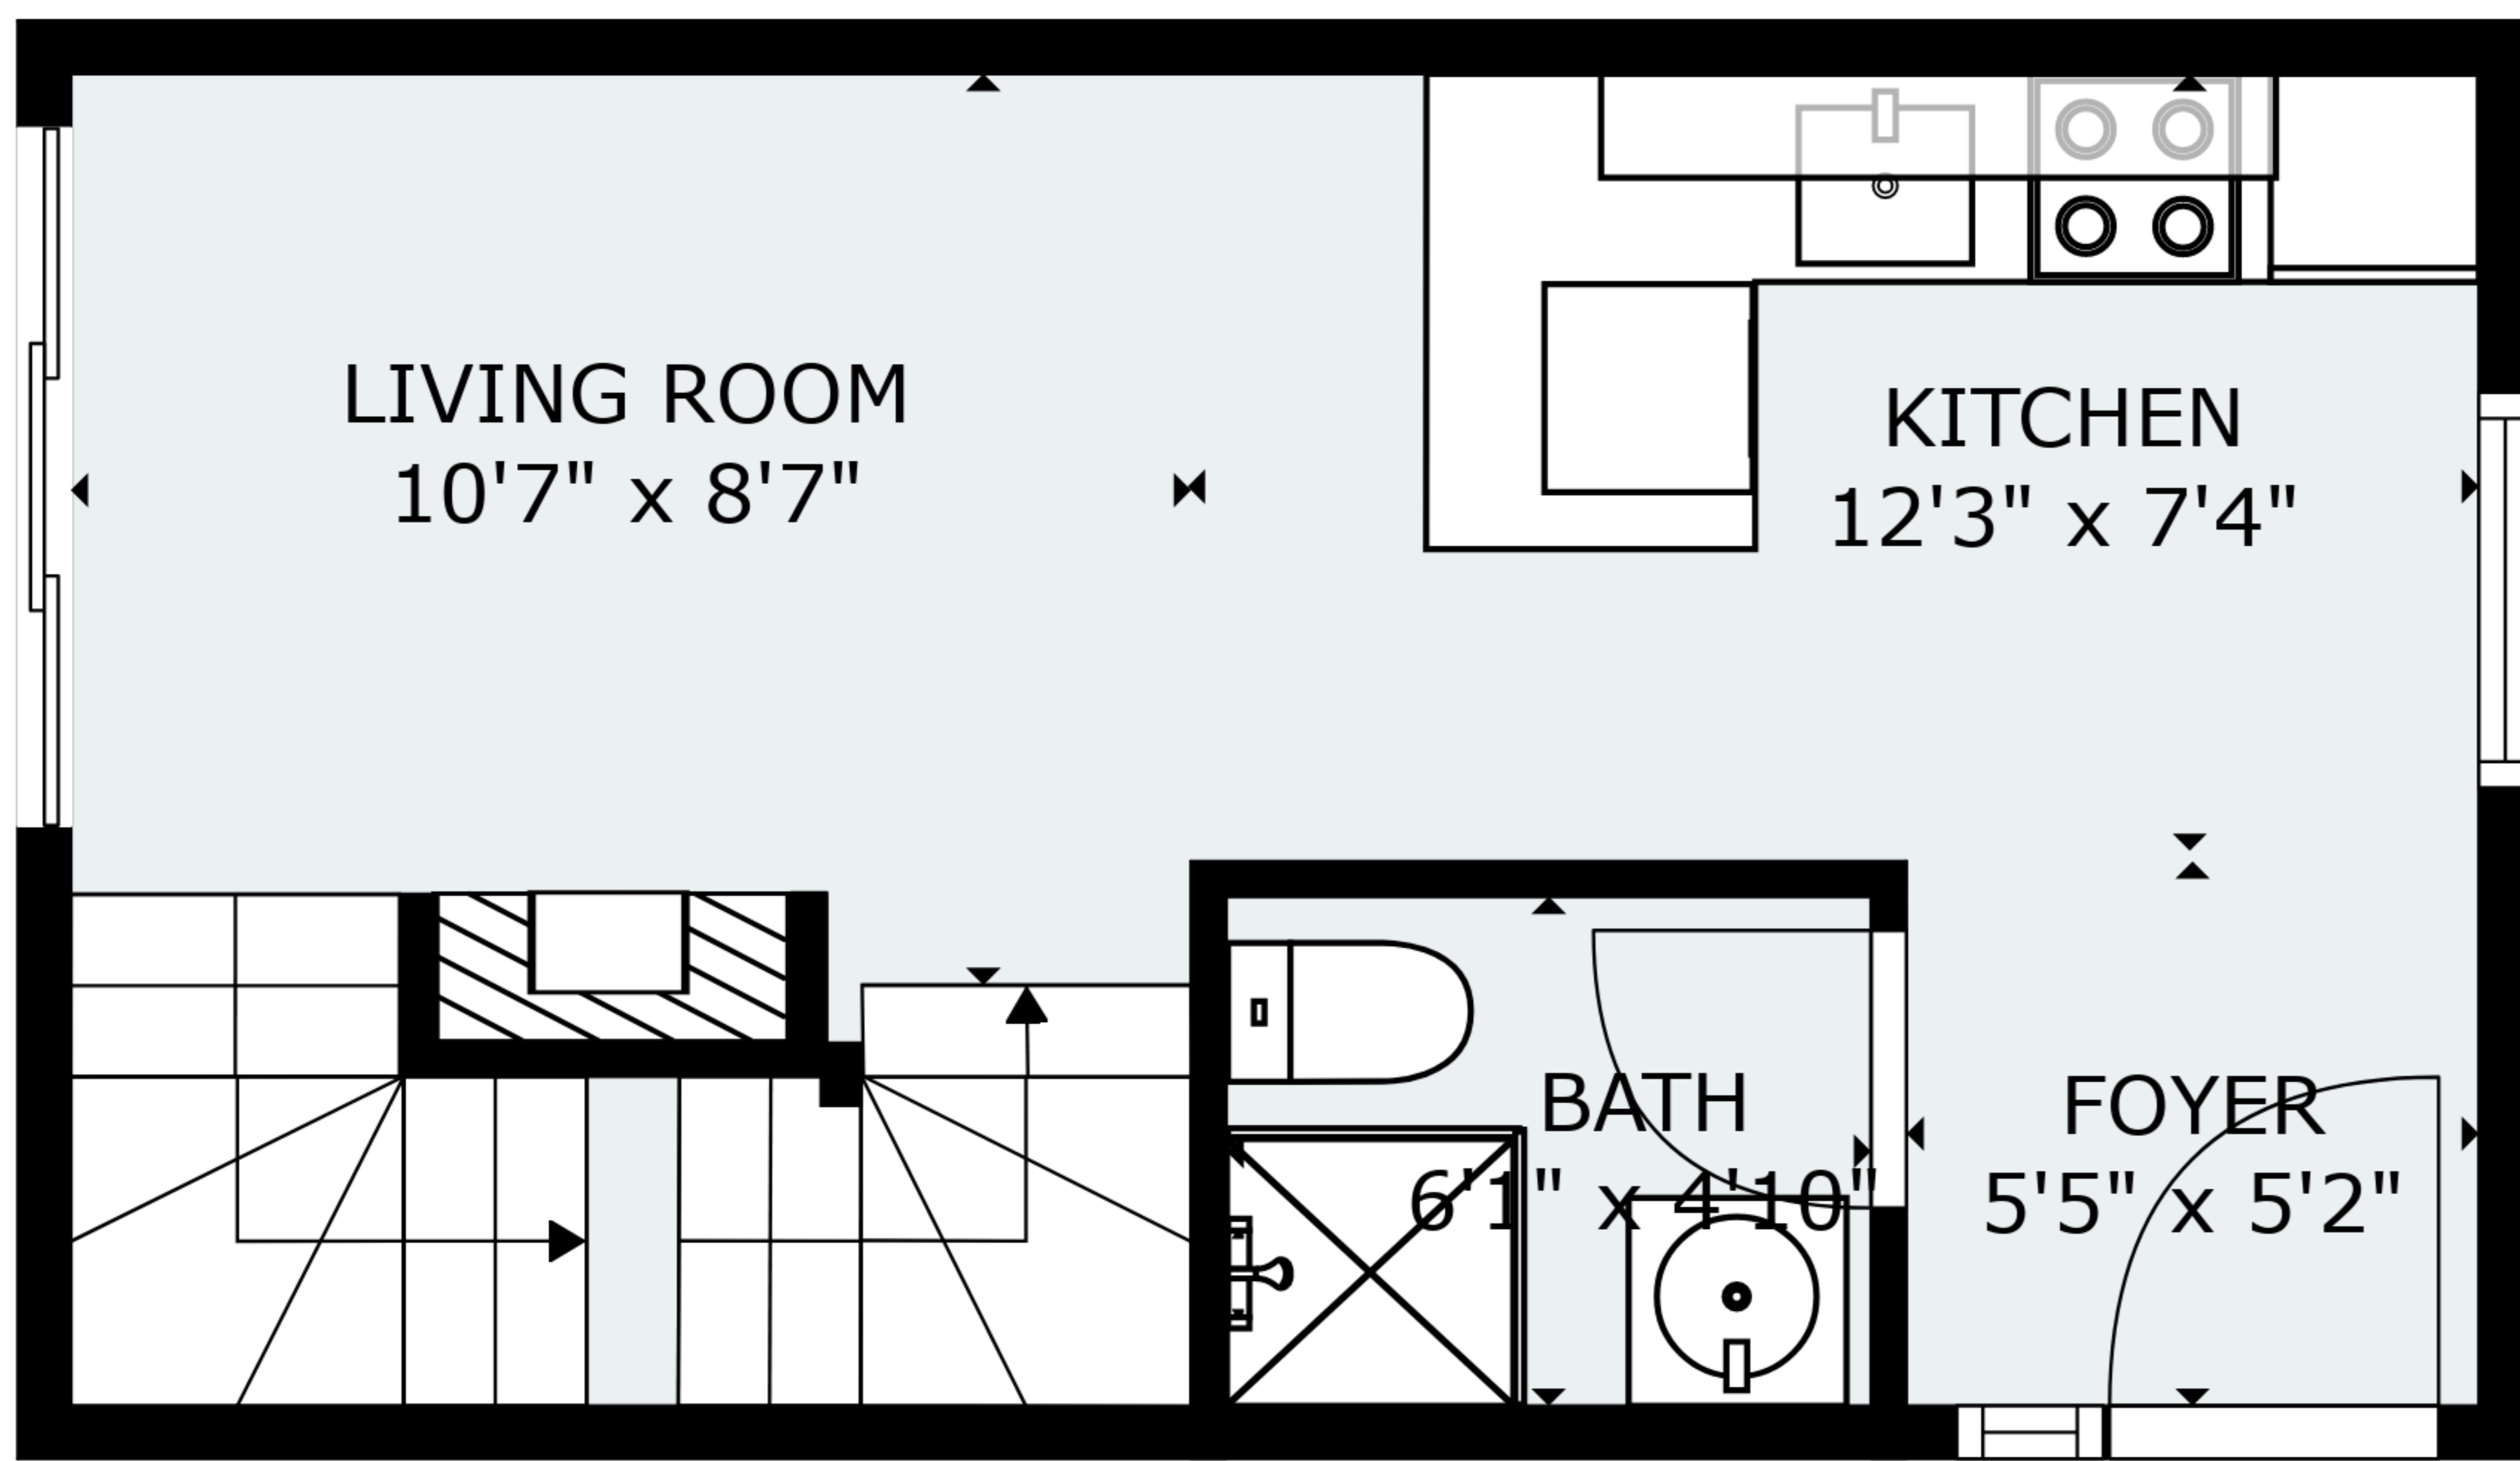 LIVING ROOM
10'7" x 8'7"
KITCHEN
12'3" x 7'4"
BATH
6'1" x 4'10"
FOYER
5'5" x 5'2"